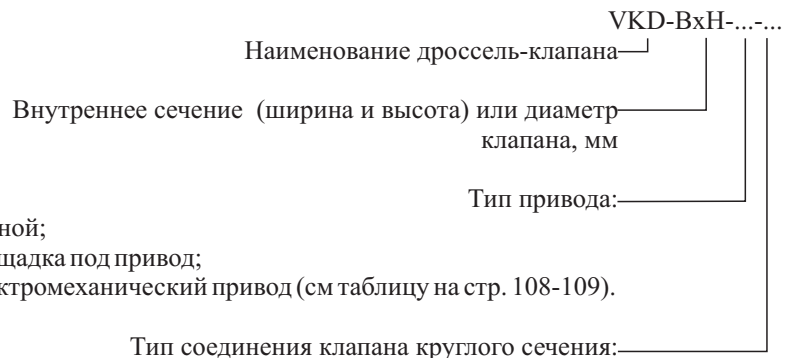 VKD-BxH-...-...
Наименование дроссель-клапана
Внутреннее сечение (ширина и высота) или диаметр
клапана, мм
Тип привода:
ной;
щадка под привод;
ктромеханический привод (см таблицу на стр. 108-109).
Тип соединения клапана круглого сечения: